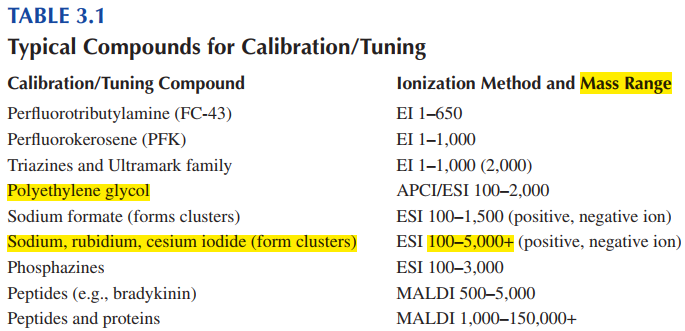 TABLE 3.1
Typical Compounds for Calibration/Tuning
Calibration/Tuning Compound Ionization Method and Mass Range
Perfluorotributylamine (FC-43) EI 1–650
Perfluorokerosene (PFK) EI 1–1,000
Triazines and Ultramark family EI 1–1,000 (2,000)
Polyethylene glycol APCI/ESI 100–2,000
Sodium formate (forms clusters) ESI 100–1,500 (positive, negative ion)
Sodium, rubidium, cesium iodide (form clusters) ESI 100–5,000+ (positive, negative ion)
Phosphazines ESI 100–3,000
Peptides (e.g., bradykinin) MALDI 500–5,000
Peptides and proteins MALDI 1,000–150,000+